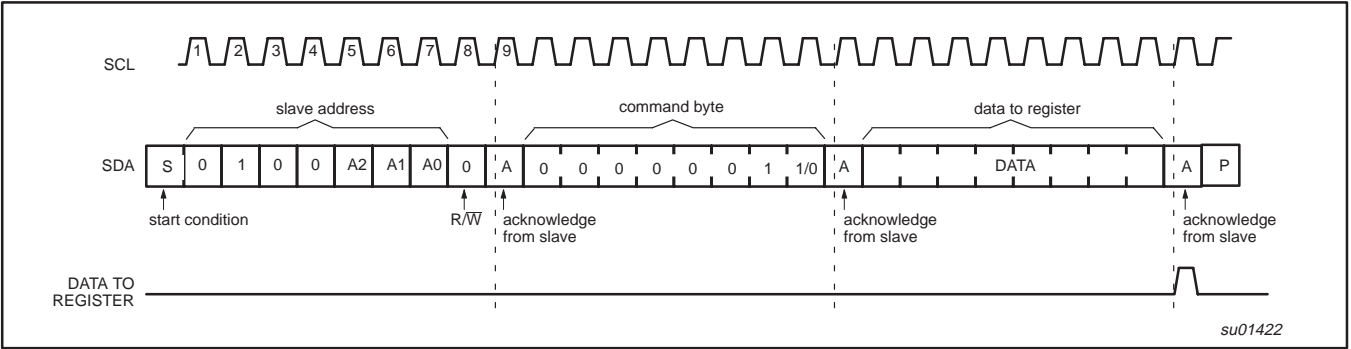 SCL 1 2 3 4 5 6 7 8 9
slave address command byte data to register
SDA S 0 1 0 0 A2 A1 A0 0 A 0 0 0 0 0 0 1 1/0 A DATA A P
start condition R/W̅ acknowledge from slave acknowledge from slave acknowledge from slave
DATA TO
REGISTER
su01422